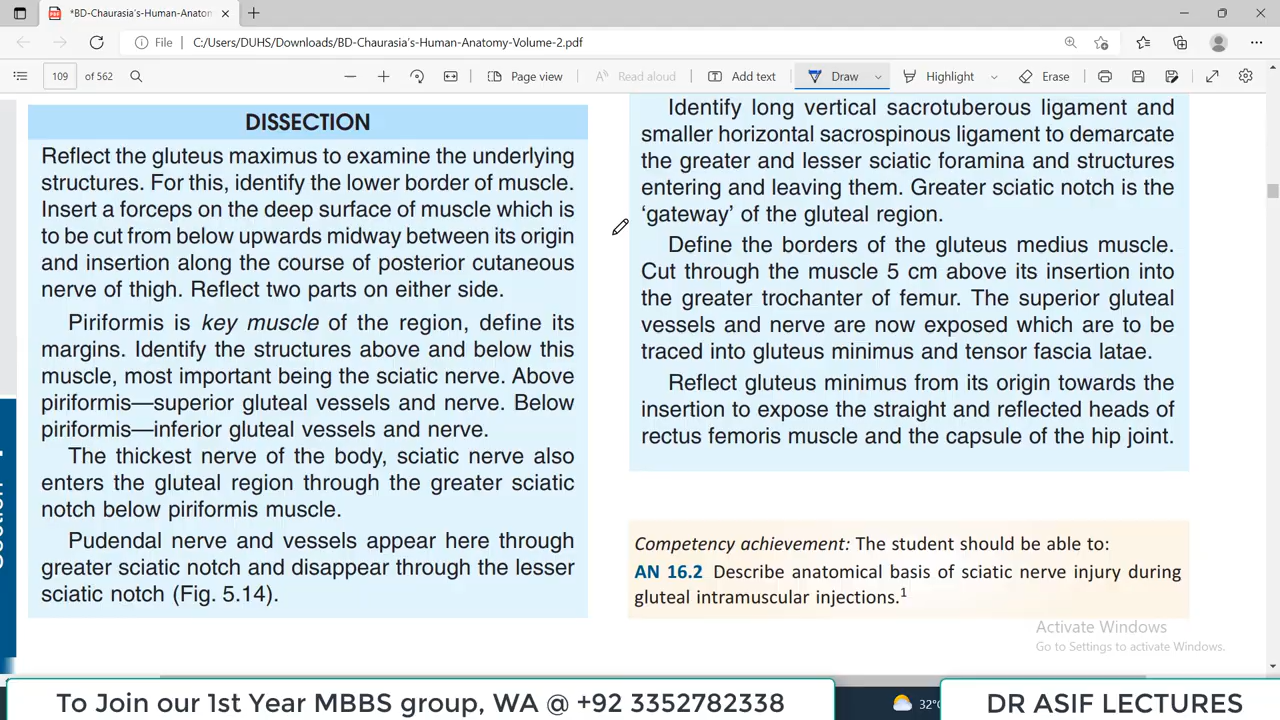 *BD-Chaurasia's-Human-Anatom
File
C:/Users/DUHS/Downloads/BD-Chaurasia's-Human-Anatomy-Volume-2.pdf
109 of 562
Page view
Read aloud
Add text
Draw
Highlight
Erase
DISSECTION
Reflect the gluteus maximus to examine the underlying
structures. For this, identify the lower border of muscle.
Insert a forceps on the deep surface of muscle which is
to be cut from below upwards midway between its origin
and insertion along the course of posterior cutaneous
nerve of thigh. Reflect two parts on either side.
Piriformis is key muscle of the region, define its
margins. Identify the structures above and below this
muscle, most important being the sciatic nerve. Above
piriformis—superior gluteal vessels and nerve. Below
piriformis—inferior gluteal vessels and nerve.
The thickest nerve of the body, sciatic nerve also
enters the gluteal region through the greater sciatic
notch below piriformis muscle.
Pudendal nerve and vessels appear here through
greater sciatic notch and disappear through the lesser
sciatic notch (Fig. 5.14).
Identify long vertical sacrotuberous ligament and
smaller horizontal sacrospinous ligament to demarcate
the greater and lesser sciatic foramina and structures
entering and leaving them. Greater sciatic notch is the
‘gateway’ of the gluteal region.
Define the borders of the gluteus medius muscle.
Cut through the muscle 5 cm above its insertion into
the greater trochanter of femur. The superior gluteal
vessels and nerve are now exposed which are to be
traced into gluteus minimus and tensor fascia latae.
Reflect gluteus minimus from its origin towards the
insertion to expose the straight and reflected heads of
rectus femoris muscle and the capsule of the hip joint.
Competency achievement: The student should be able to:
AN 16.2 Describe anatomical basis of sciatic nerve injury during
gluteal intramuscular injections.1
Activate Windows
Go to Settings to activate Windows.
To Join our 1st Year MBBS group, WA @ +92 3352782338
32°
DR ASIF LECTURES